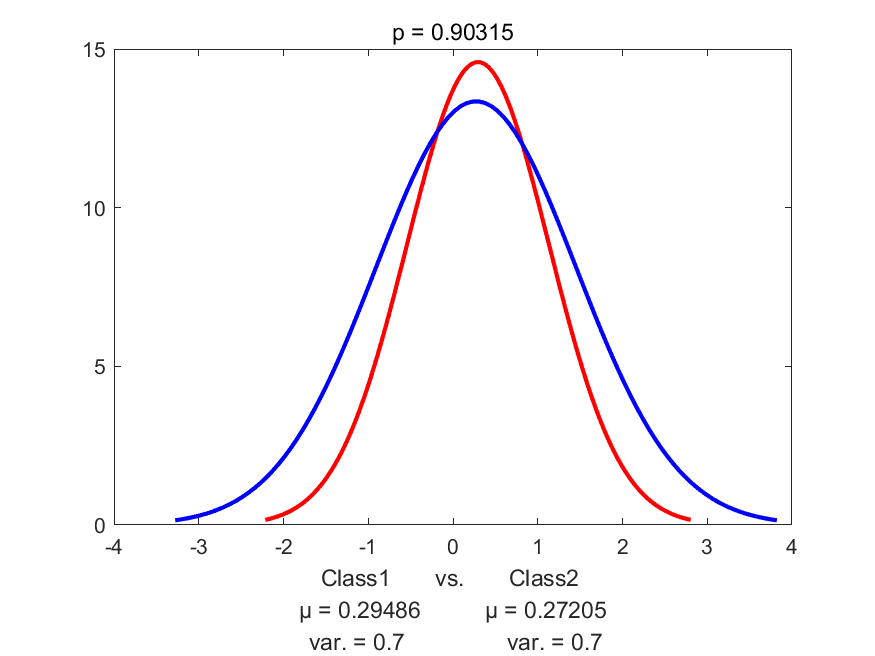 p = 0.90315
15
10
5
0
-4 -3 -2 -1 0 1 2 3 4
Class1 vs. Class2
μ = 0.29486 μ = 0.27205
var. = 0.7 var. = 0.7